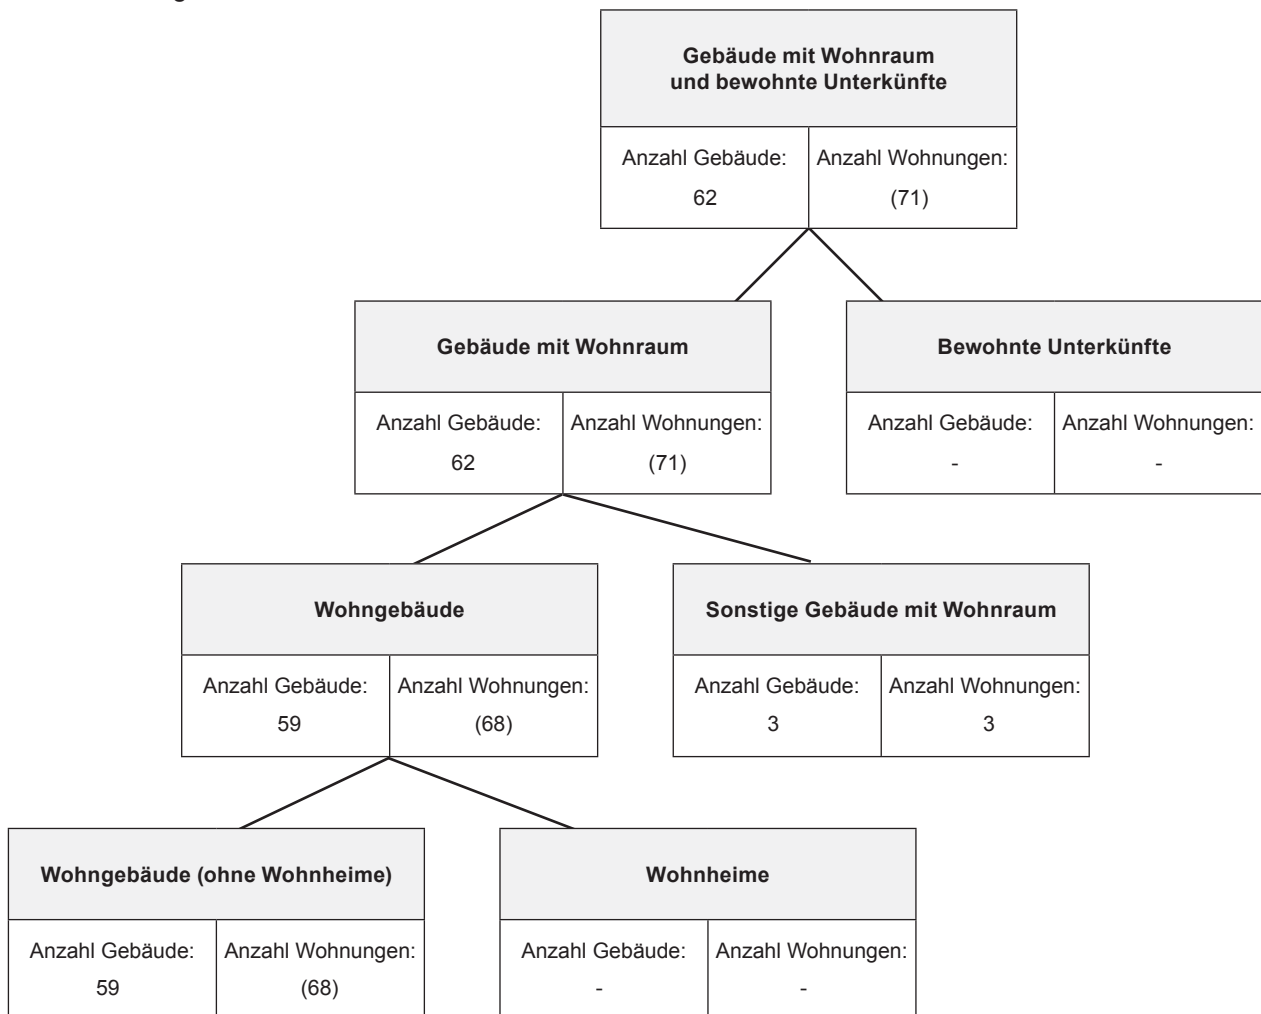 Gebäude mit Wohnraum
und bewohnte Unterkünfte
Anzahl Gebäude:
62
Anzahl Wohnungen:
(71)
Gebäude mit Wohnraum
Anzahl Gebäude:
62
Anzahl Wohnungen:
(71)
Bewohnte Unterkünfte
Anzahl Gebäude:
-
Anzahl Wohnungen:
-
Wohngebäude
Anzahl Gebäude:
59
Anzahl Wohnungen:
(68)
Sonstige Gebäude mit Wohnraum
Anzahl Gebäude:
3
Anzahl Wohnungen:
3
Wohngebäude (ohne Wohnheime)
Anzahl Gebäude:
59
Anzahl Wohnungen:
(68)
Wohnheime
Anzahl Gebäude:
-
Anzahl Wohnungen:
-